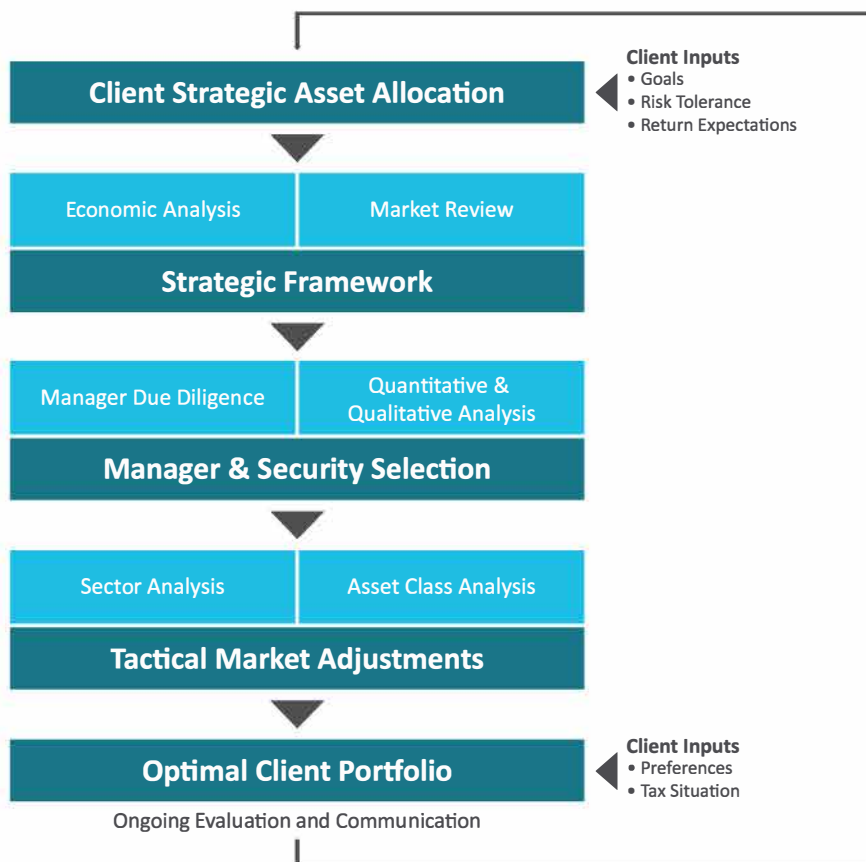 Client Strategic Asset Allocation
Client Inputs
• Goals
• Risk Tolerance
• Return Expectations
Economic Analysis
Market Review
Strategic Framework
Manager Due Diligence
Quantitative &
Qualitative Analysis
Manager & Security Selection
Sector Analysis
Asset Class Analysis
Tactical Market Adjustments
Optimal Client Portfolio
Client Inputs
• Preferences
• Tax Situation
Ongoing Evaluation and Communication